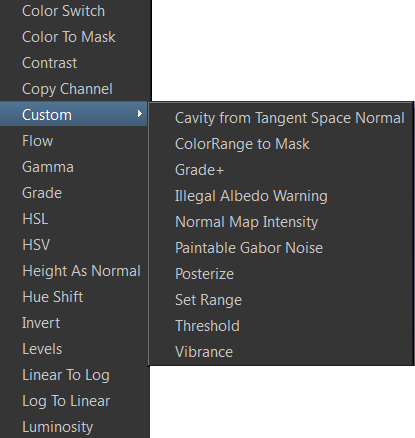 Color Switch
Color To Mask
Contrast
Copy Channel
Custom
Flow
Gamma
Grade
HSL
HSV
Height As Normal
Hue Shift
Invert
Levels
Linear To Log
Log To Linear
Luminosity
Cavity from Tangent Space Normal
ColorRange to Mask
Grade+
Illegal Albedo Warning
Normal Map Intensity
Paintable Gabor Noise
Posterize
Set Range
Threshold
Vibrance